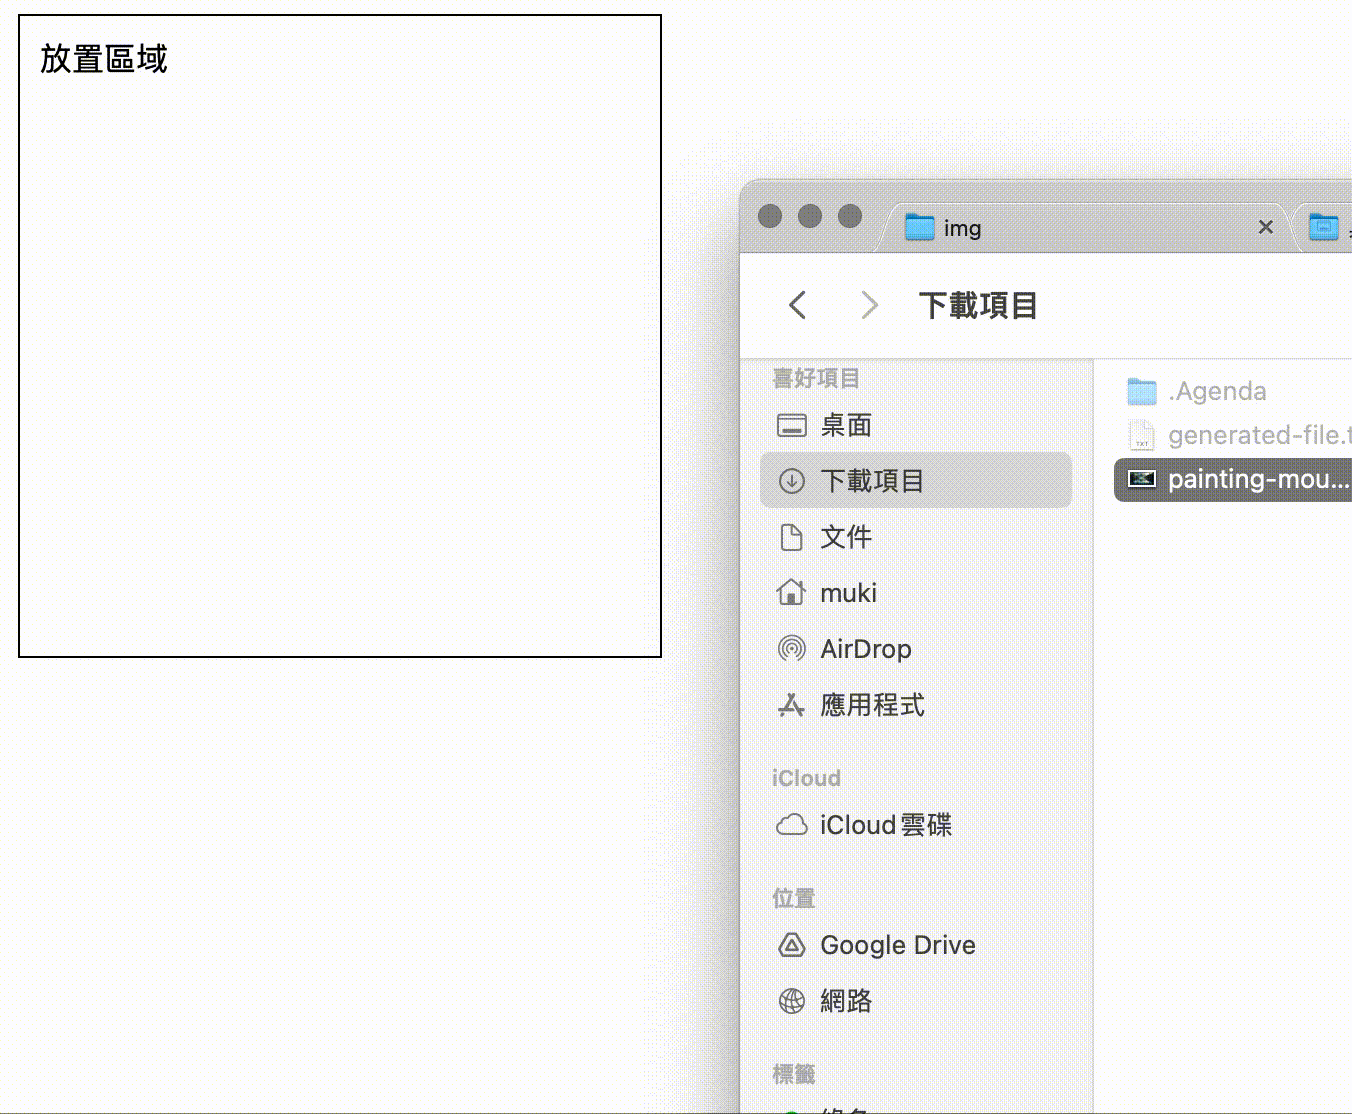 放置區域
img
下載項目
喜好項目
桌面
下載項目
文件
muki
AirDrop
應用程式
iCloud
iCloud雲碟
位置
Google Drive
網路
標籤
.Agenda
generated-file.t
TXT
painting-mou...